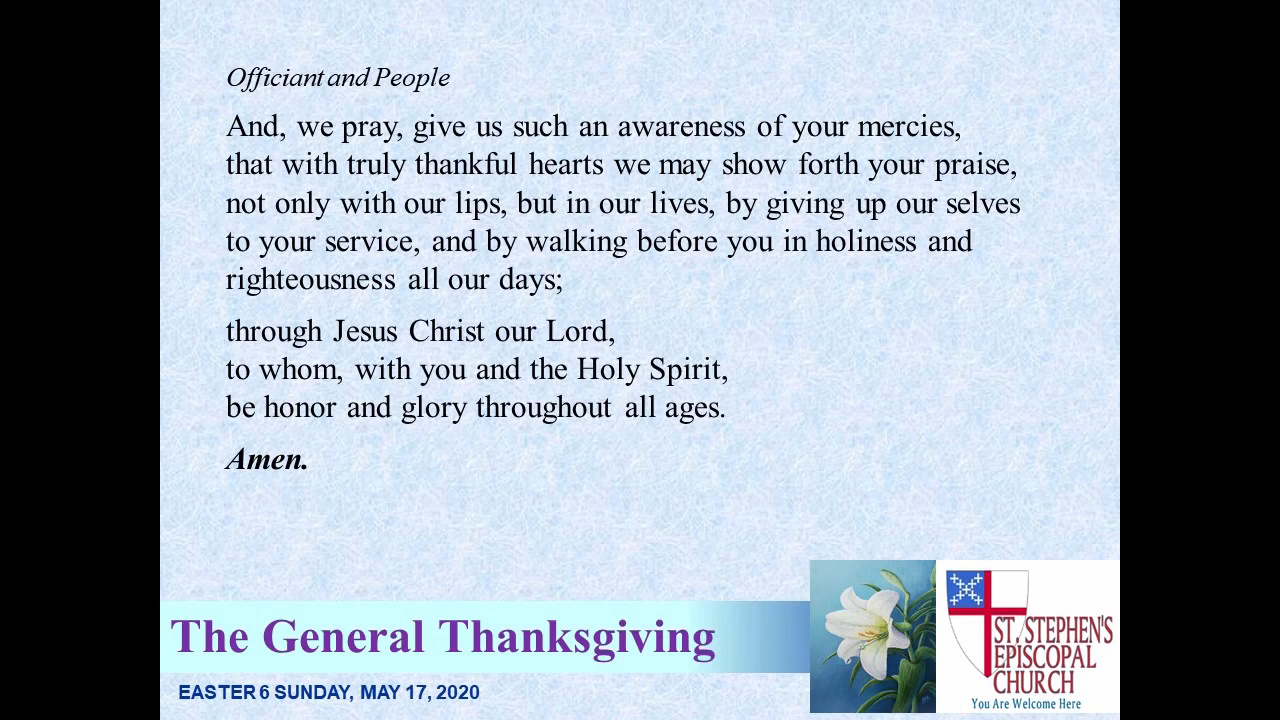 Officiant and People
And, we pray, give us such an awareness of your mercies,
that with truly thankful hearts we may show forth your praise,
not only with our lips, but in our lives, by giving up our selves
to your service, and by walking before you in holiness and
righteousness all our days;
through Jesus Christ our Lord,
to whom, with you and the Holy Spirit,
be honor and glory throughout all ages.
Amen.
The General Thanksgiving
EASTER 6 SUNDAY, MAY 17, 2020
ST. STEPHEN'S
EPISCOPAL
CHURCH
You Are Welcome Here